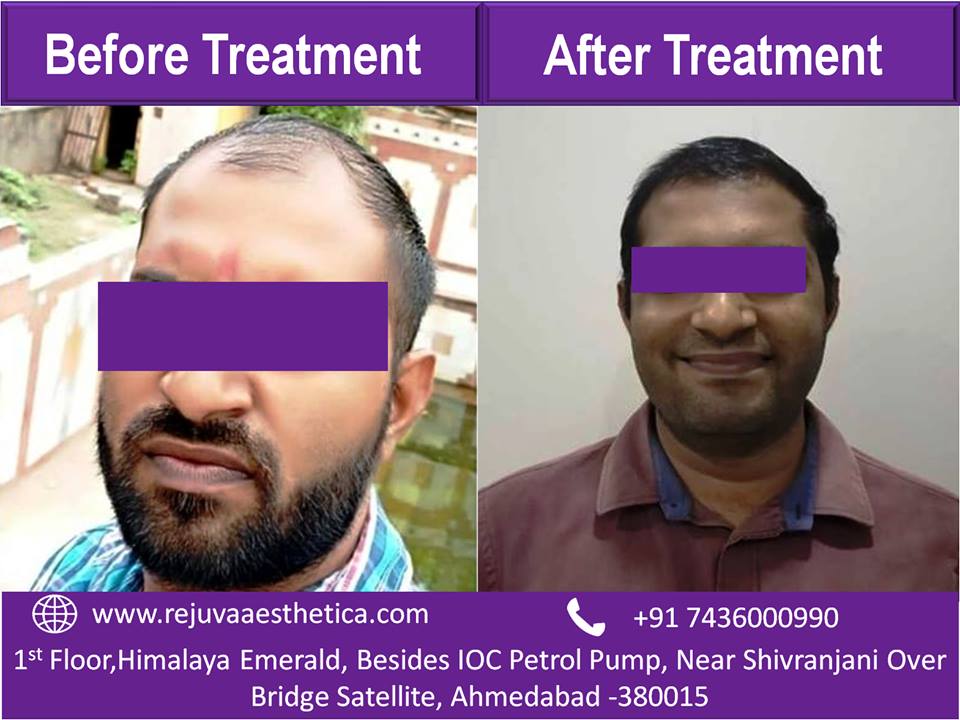 Before Treatment
After Treatment
www.rejuvaaesthetica.com
+91 7436000990
1st Floor,Himalaya Emerald, Besides IOC Petrol Pump, Near Shivranjani Over
Bridge Satellite, Ahmedabad -380015